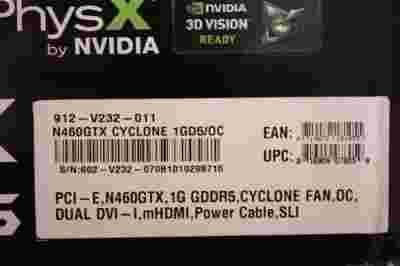 PhysX
by NVIDIA
NVIDIA
3D VISION
READY
912-V232-011
N460GTX CYCLONE 1GD5/OC
EAN:
UPC:
S/N:602-V232-070B1010298716
PCI-E,N460GTX,1G GDDR5,CYCLONE FAN,OC,
DUAL DVI-I,mHDMI,Power Cable,SLI